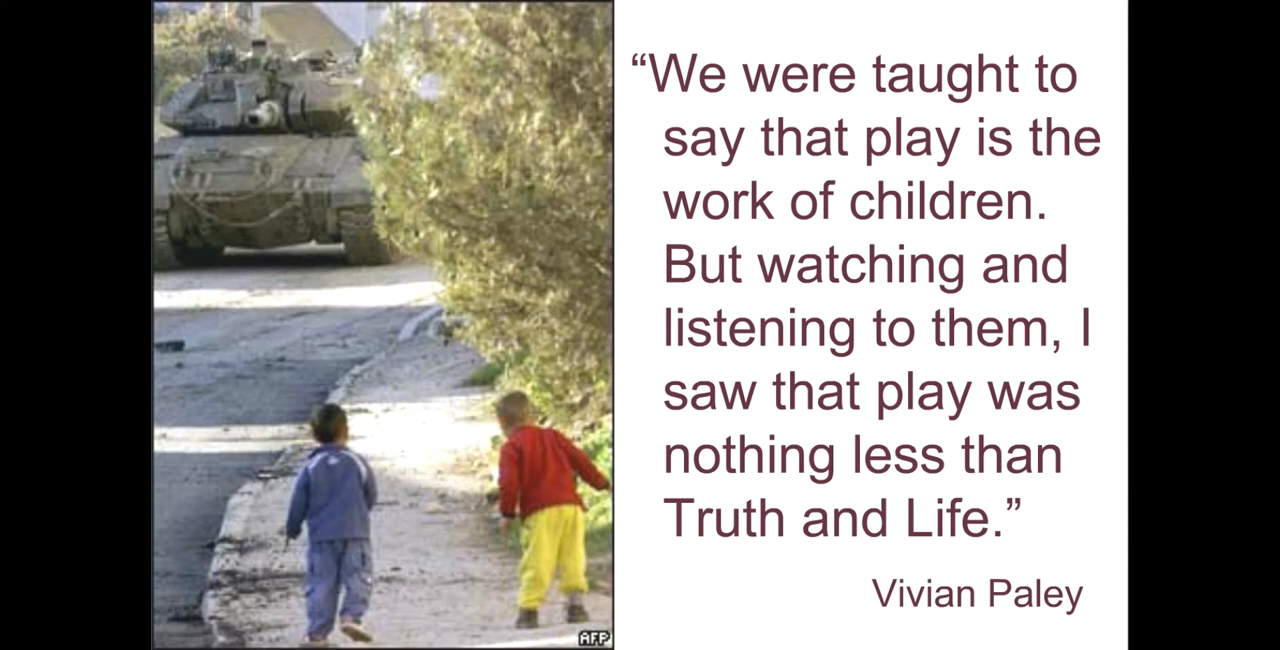 “We were taught to
say that play is the
work of children.
But watching and
listening to them, I
saw that play was
nothing less than
Truth and Life.”
Vivian Paley
AFP